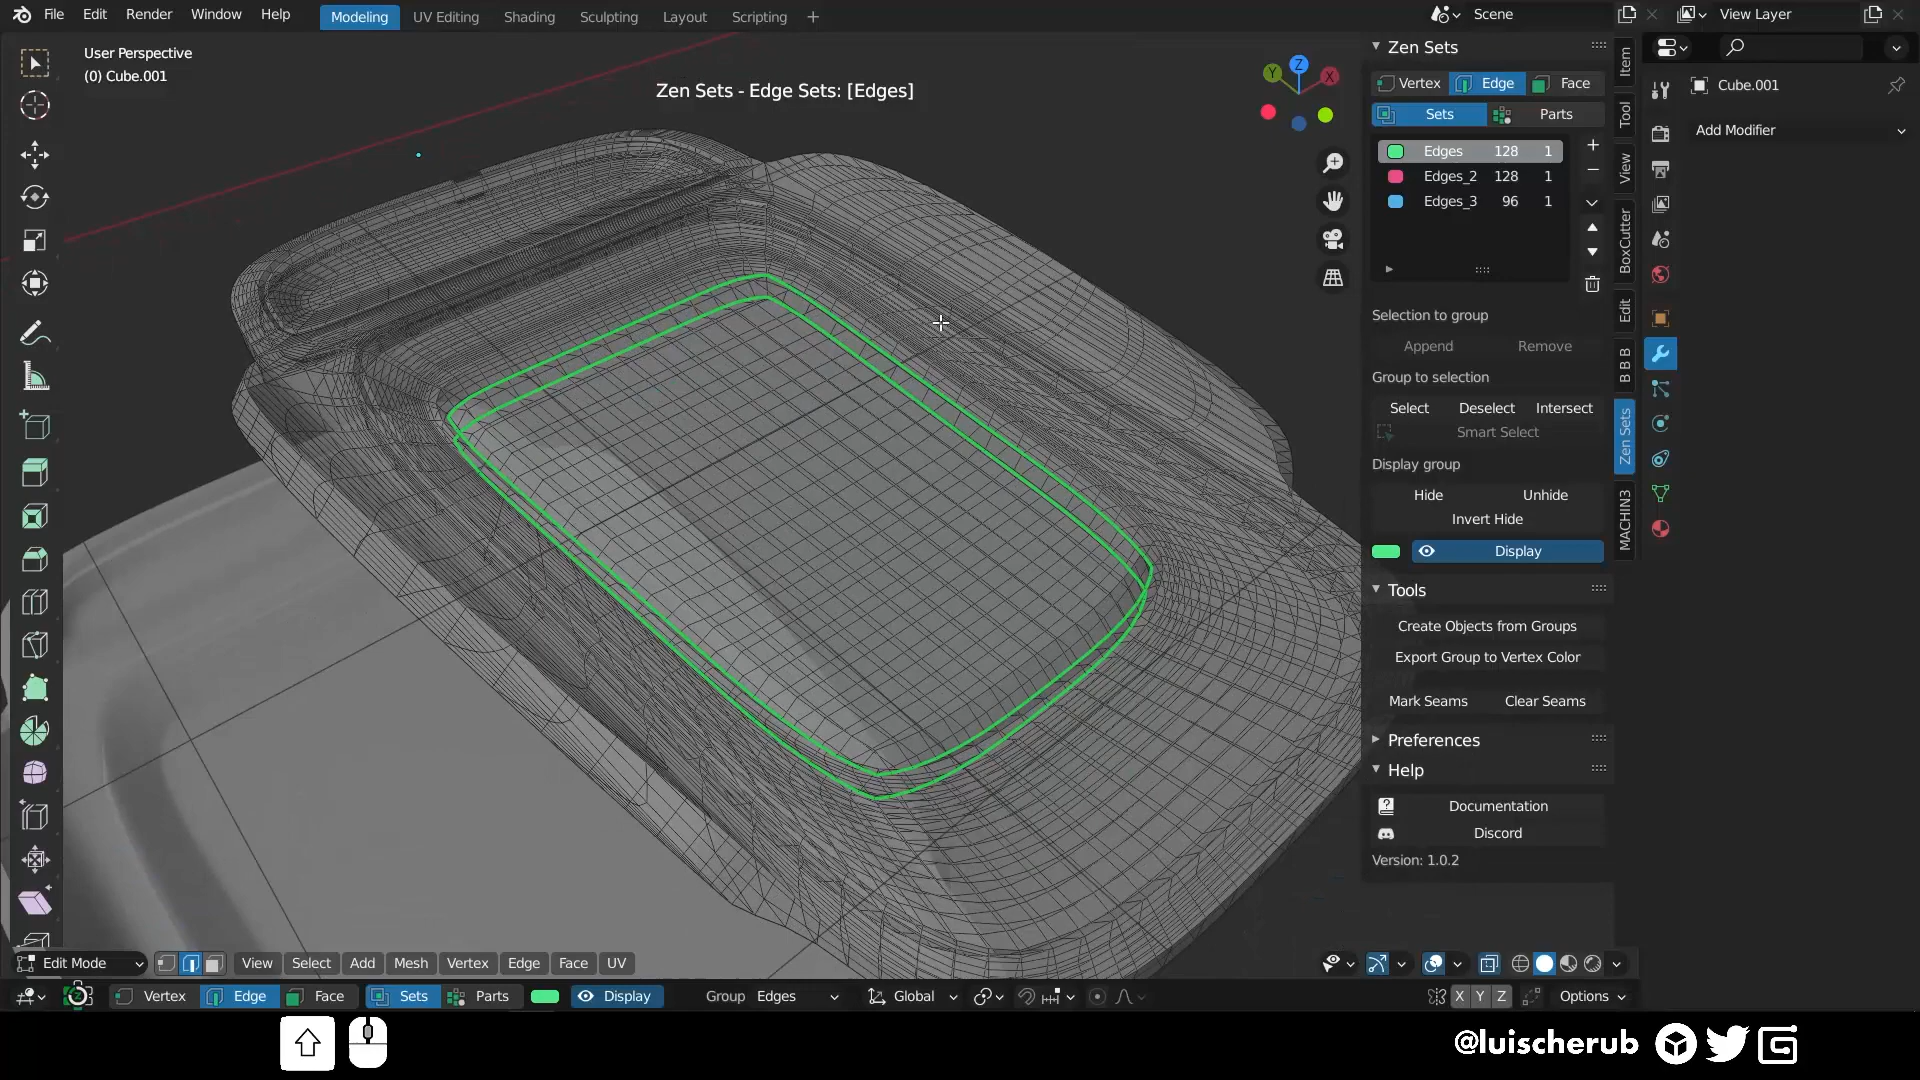 File Edit Render Window Help Modeling UV Editing Shading Sculpting Layout Scripting + Scene View Layer
User Perspective
(0) Cube.001
Zen Sets - Edge Sets: [Edges]
Y Z X
Zen Sets
Vertex Edge Face
Sets Parts
Edges 128 1
Edges_2 128 1
Edges_3 96 1
Selection to group
Append Remove
Group to selection
Select Deselect Intersect
Smart Select
Display group
Hide Unhide
Invert Hide
Display
Tools
Create Objects from Groups
Export Group to Vertex Color
Mark Seams Clear Seams
Preferences
Help
Documentation
Discord
Version: 1.0.2
Item
Tool
View
BoxCutter
Edit
B B B
Zen Sets
MACHIN3
Cube.001
Add Modifier
Edit Mode View Select Add Mesh Vertex Edge Face UV
Vertex Edge Face Sets Parts Display Group Edges Global X Y Z Options
@luischerub